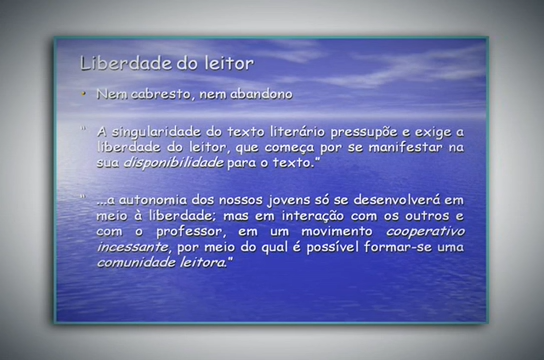 Liberdade do leitor
• Nem cabresto, nem abandono
" A singularidade do texto literário pressupõe e exige a
liberdade do leitor, que começa por se manifestar na
sua disponibilidade para o texto."
" ...a autonomia dos nossos jovens só se desenvolverá em
meio à liberdade; mas em interação com os outros e
com o professor, em um movimento cooperativo
incessante, por meio do qual é possível formar-se uma
comunidade leitora."